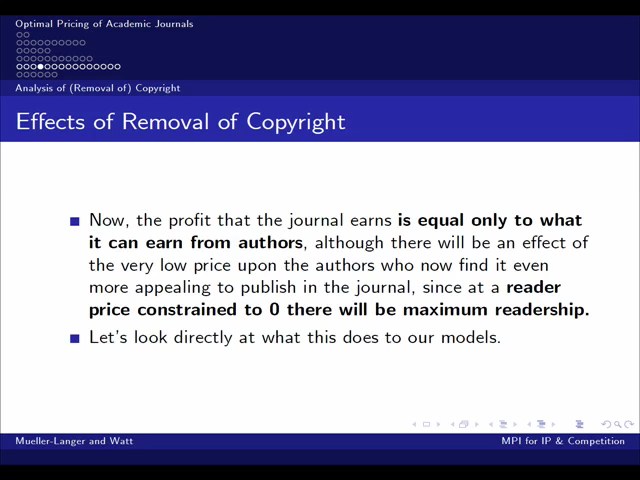 Optimal Pricing of Academic Journals
Analysis of (Removal of) Copyright
Effects of Removal of Copyright
Now, the profit that the journal earns is equal only to what
it can earn from authors, although there will be an effect of
the very low price upon the authors who now find it even
more appealing to publish in the journal, since at a reader
price constrained to 0 there will be maximum readership.
Let's look directly at what this does to our models.
Mueller-Langer and Watt
MPI for IP & Competition